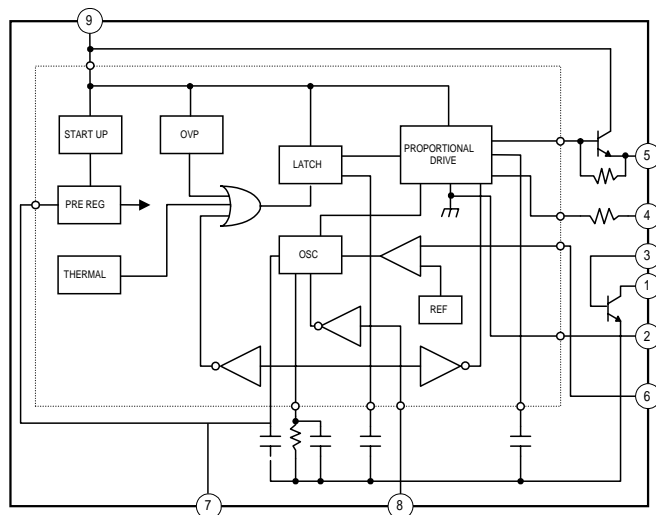 9
START UP
OVP
LATCH
PROPORTIONAL
DRIVE
5
PRE REG
4
THERMAL
OSC
REF
3
1
2
6
7
8